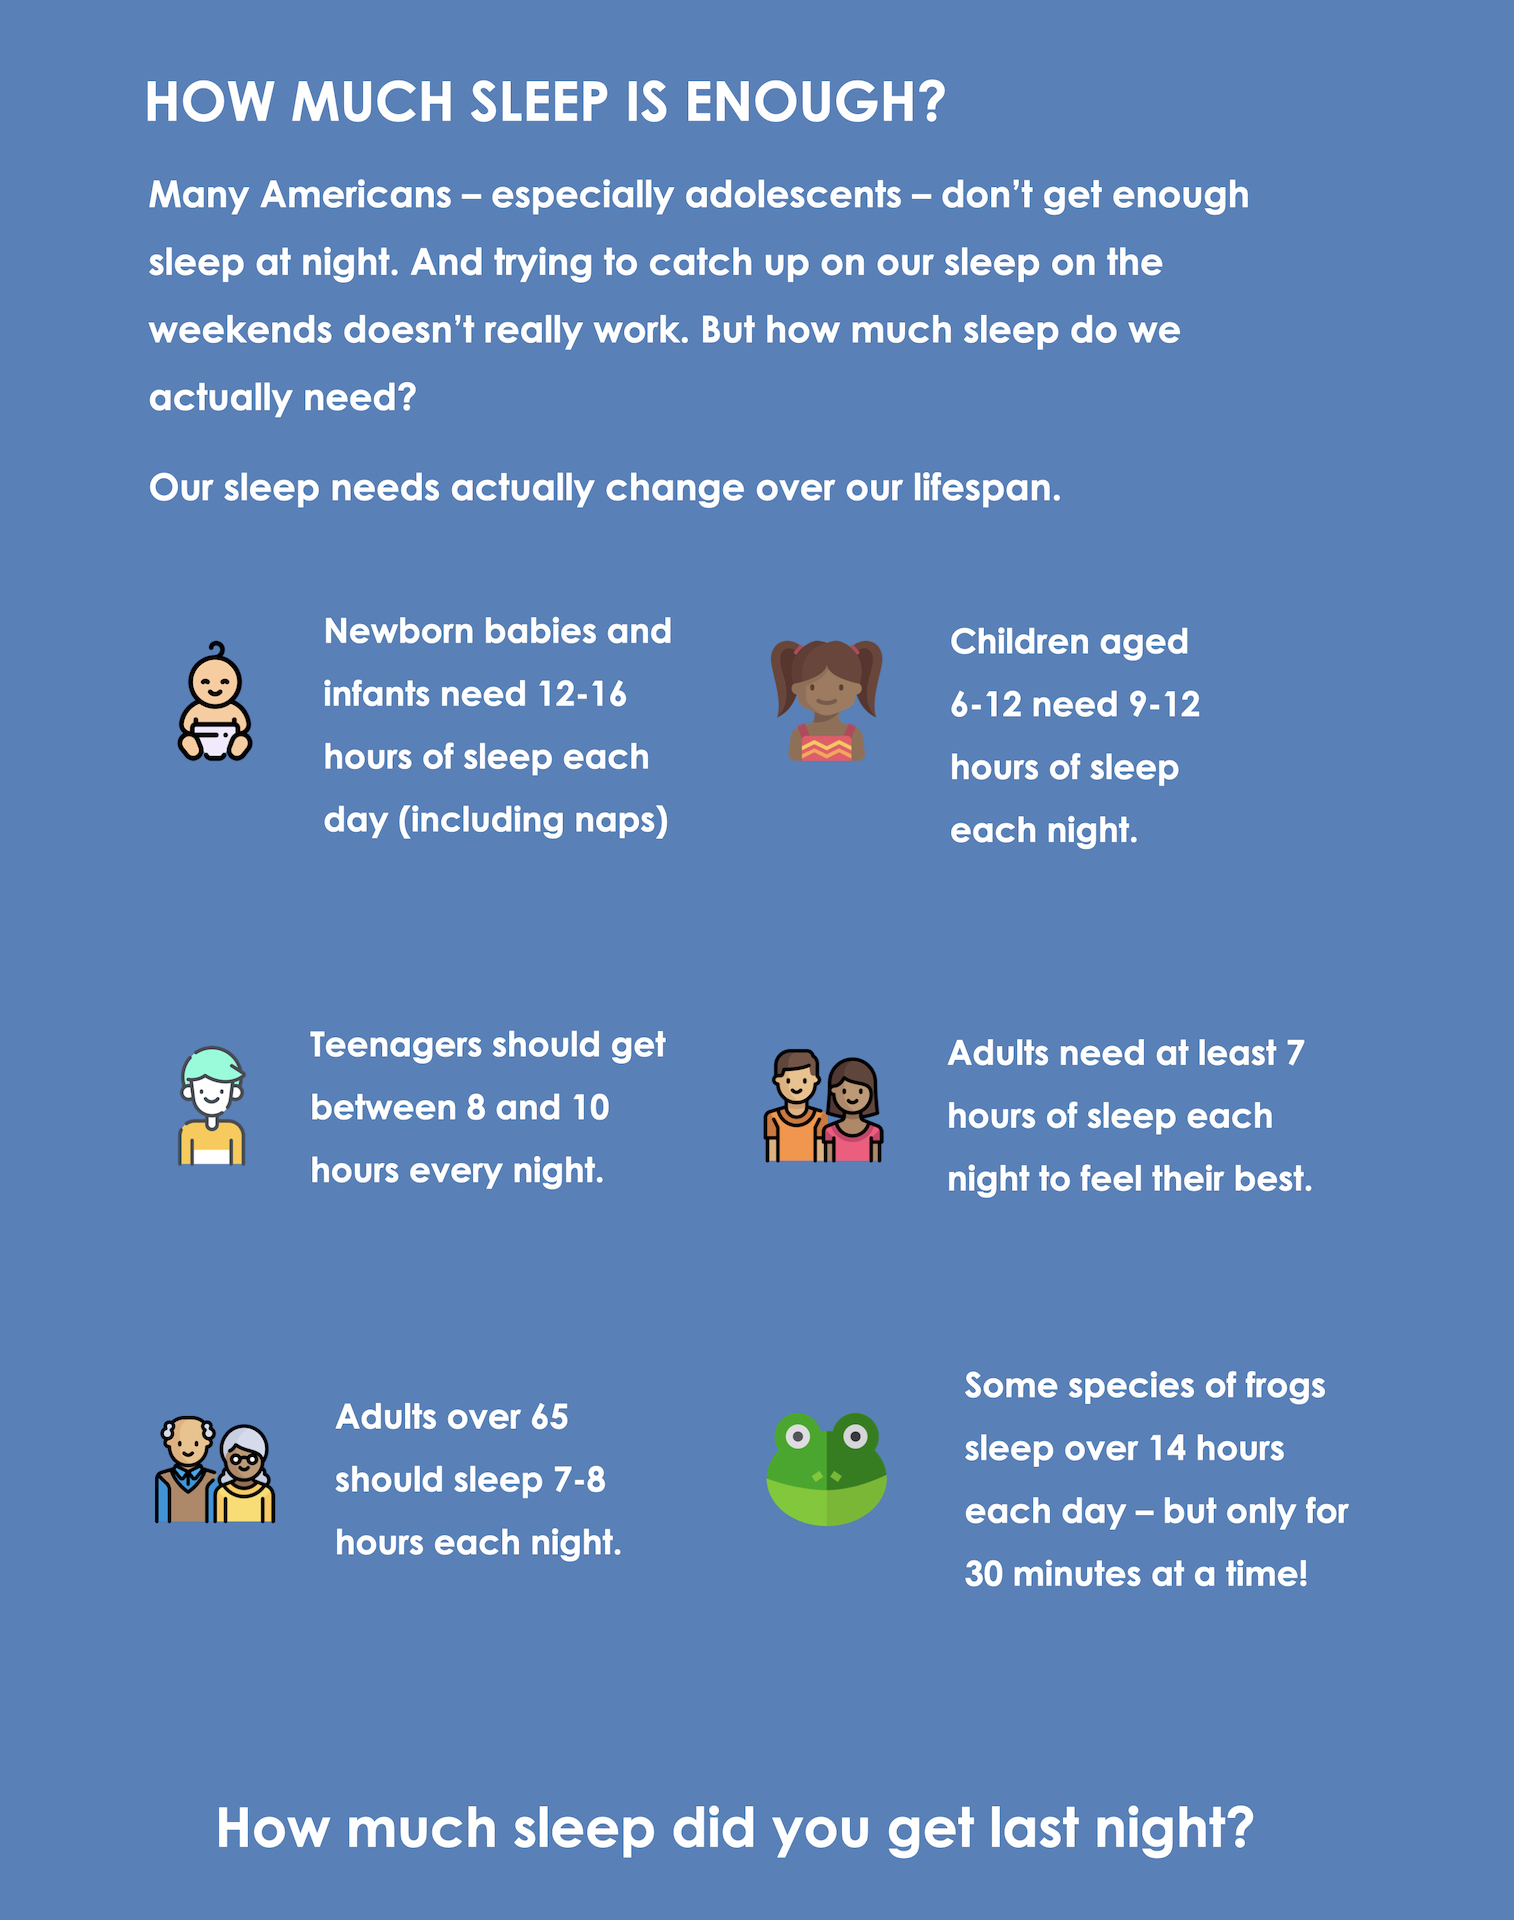 HOW MUCH SLEEP IS ENOUGH?
Many Americans – especially adolescents – don’t get enough
sleep at night. And trying to catch up on our sleep on the
weekends doesn’t really work. But how much sleep do we
actually need?
Our sleep needs actually change over our lifespan.
Newborn babies and
infants need 12-16
hours of sleep each
day (including naps)
Children aged
6-12 need 9-12
hours of sleep
each night.
Teenagers should get
between 8 and 10
hours every night.
Adults need at least 7
hours of sleep each
night to feel their best.
Adults over 65
should sleep 7-8
hours each night.
Some species of frogs
sleep over 14 hours
each day – but only for
30 minutes at a time!
How much sleep did you get last night?